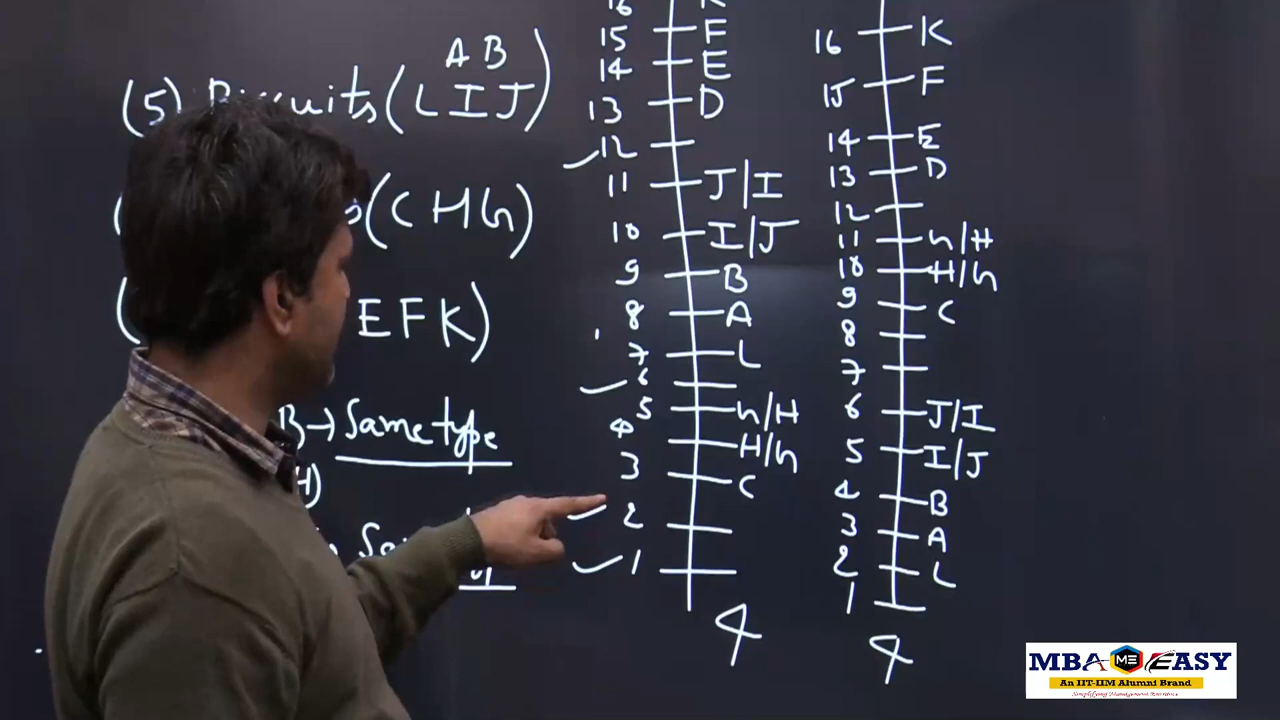 A B
(5) Biscuits (L I J)
(C H G)
E F K)
B → Same type
H)
16 K
15 F
14 E
13 D
12
11 J/I
10 I/J
9 B
8 A
7 L
6
5 G/H
4 H/G
3 C
2
1
4
16 K
15 F
14 E
13 D
12
11 G/H
10 H/G
9 C
8
7
6 J/I
5 I/J
4 B
3 A
2 L
1
4
MBA ME EASY
An IIT-IIM Alumni Brand